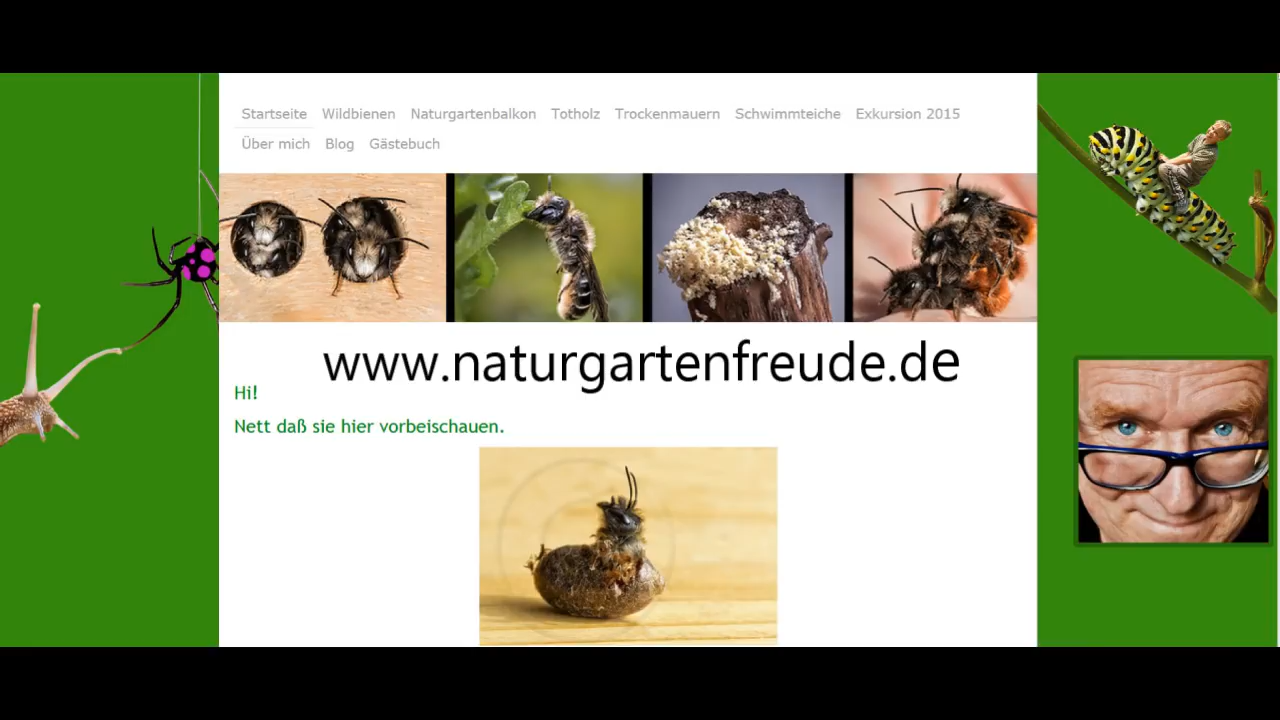 Startseite Wildbienen Naturgartenbalkon Totholz Trockenmauern Schwimmteiche Exkursion 2015
Über mich Blog Gästebuch
www.naturgartenfreude.de
Hi!
Nett daß sie hier vorbeischauen.